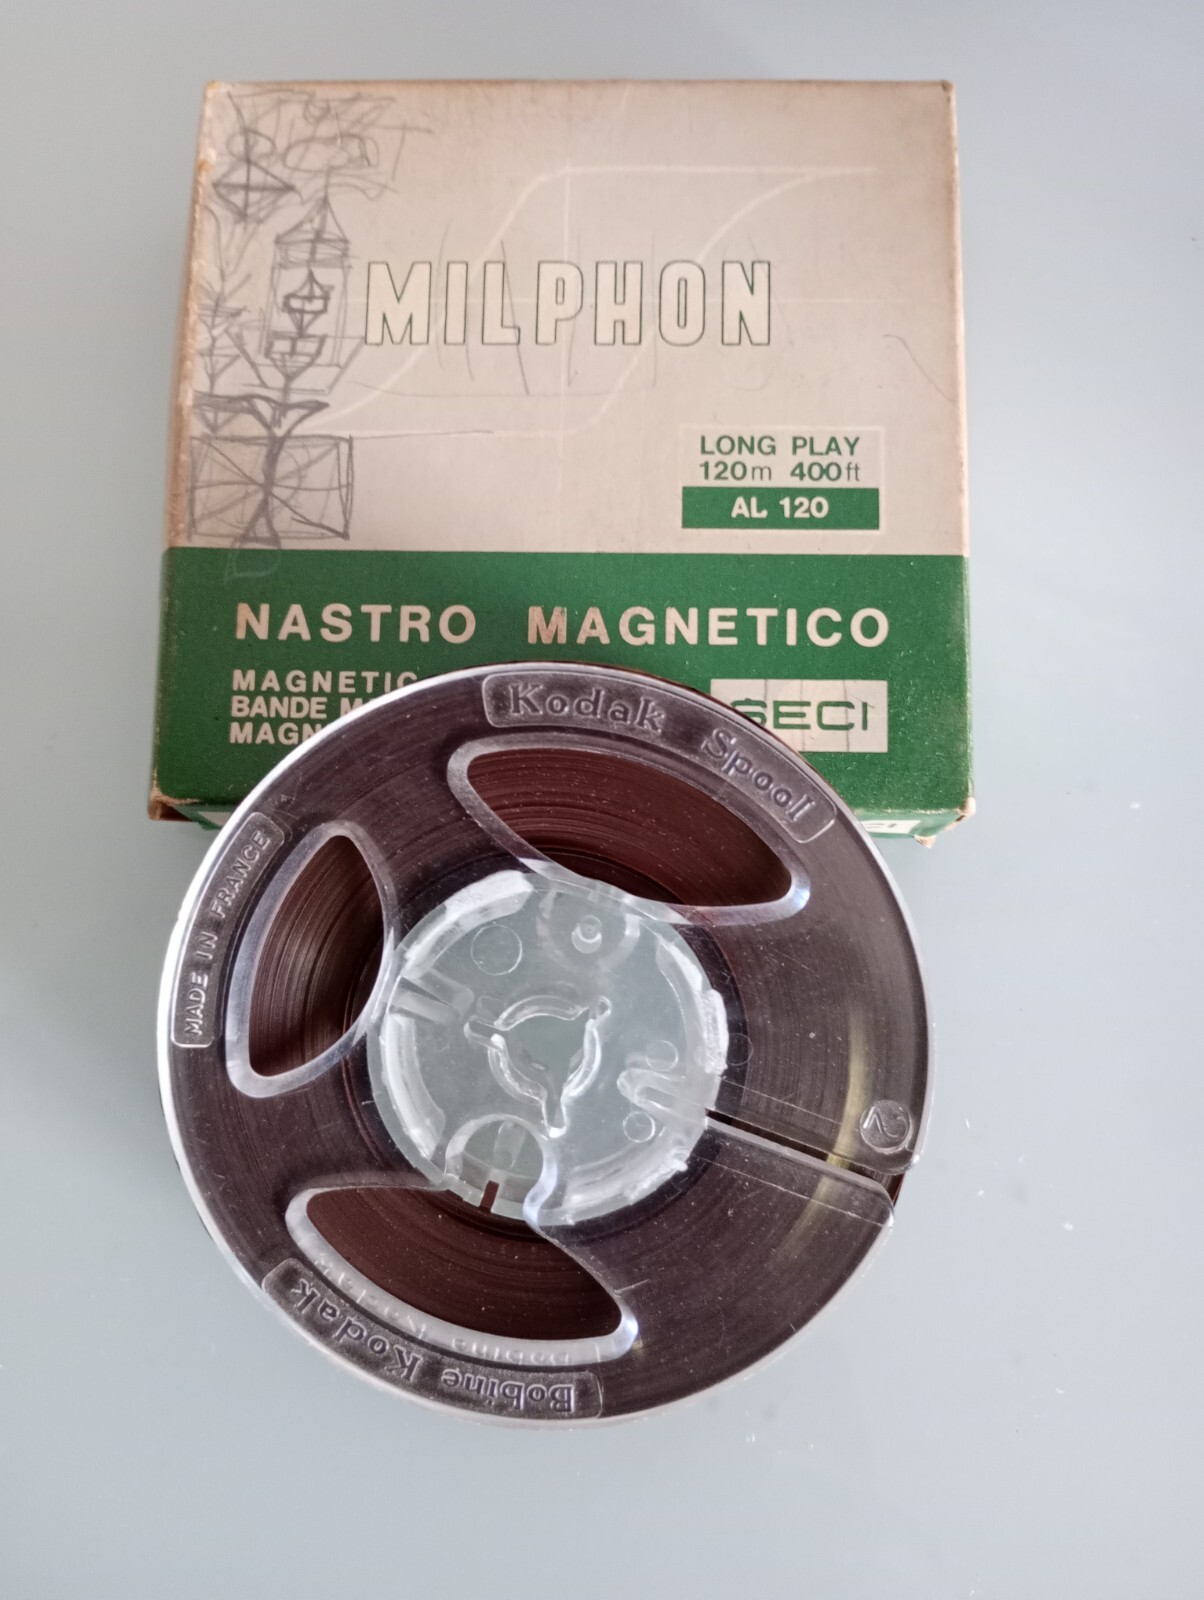 MILPHON
LONG PLAY
120m 400ft
AL 120
NASTRO MAGNETICO
MAGNETIC
BANDE
SECI
Kodak Spool
MADE IN FRANCE
2
Bobine Kodak